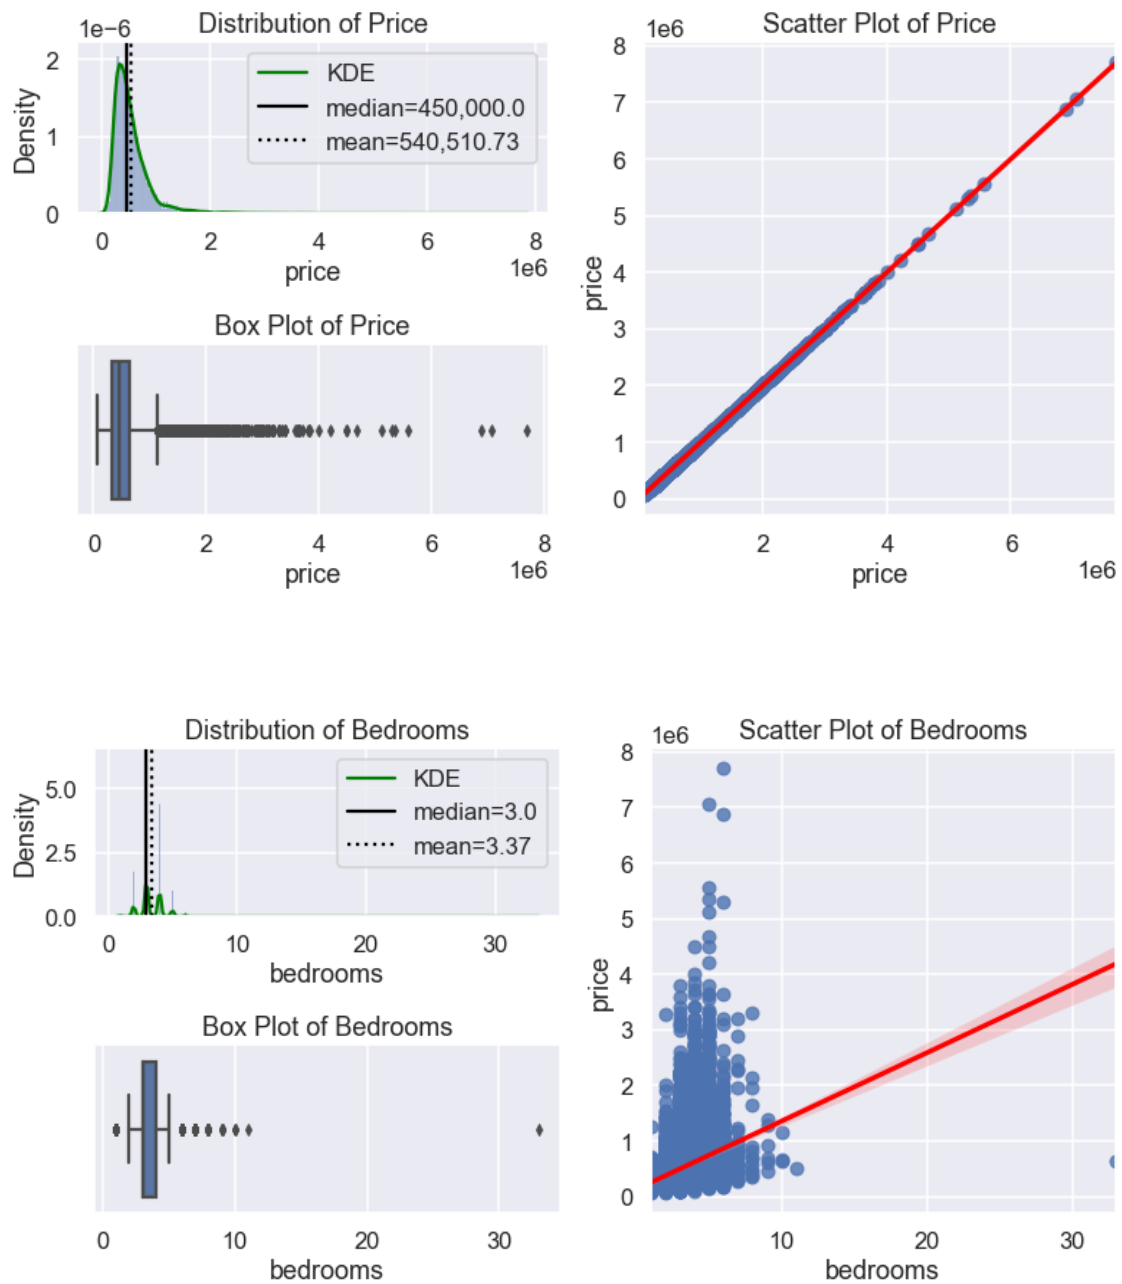 Distribution of Price
1e−6
2
1
0
Density
KDE
median=450,000.0
mean=540,510.73
0 2 4 6 8
1e6
price
Box Plot of Price
0 2 4 6 8
1e6
price
Scatter Plot of Price
1e6
8
7
6
5
4
3
2
1
0
price
2 4 6
1e6
price
Distribution of Bedrooms
5.0
2.5
0.0
Density
KDE
median=3.0
mean=3.37
0 10 20 30
bedrooms
Box Plot of Bedrooms
0 10 20 30
bedrooms
Scatter Plot of Bedrooms
1e6
8
7
6
5
4
3
2
1
0
price
10 20 30
bedrooms